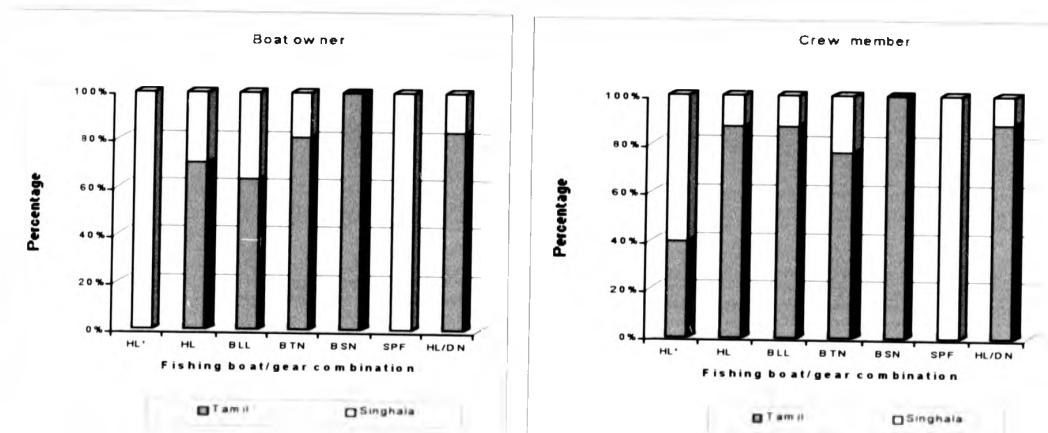 Boat owner
100%
80%
60%
40%
20%
0%
Percentage
HL' HL BLL BTN BSN SPF HL/DN
Fishing boat/gear combination
Tamil Singhala
Crew member
100%
80%
60%
40%
20%
0%
Percentage
HL' HL BLL BTN BSN SPF HL/DN
Fishing boat/gear combination
Tamil Singhala